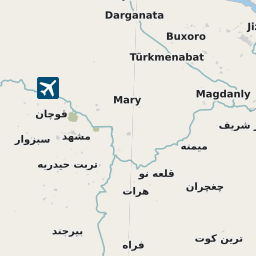 Darganata
Ji
Buxoro
Türkmenabat
Magdanly
Mary
قوچان
ر شریف
مشهد
سبزوار
میمنه
تربت حیدریه
قلعه نو
چغچران
هرات
بیرجند
ترین کوت
فراه